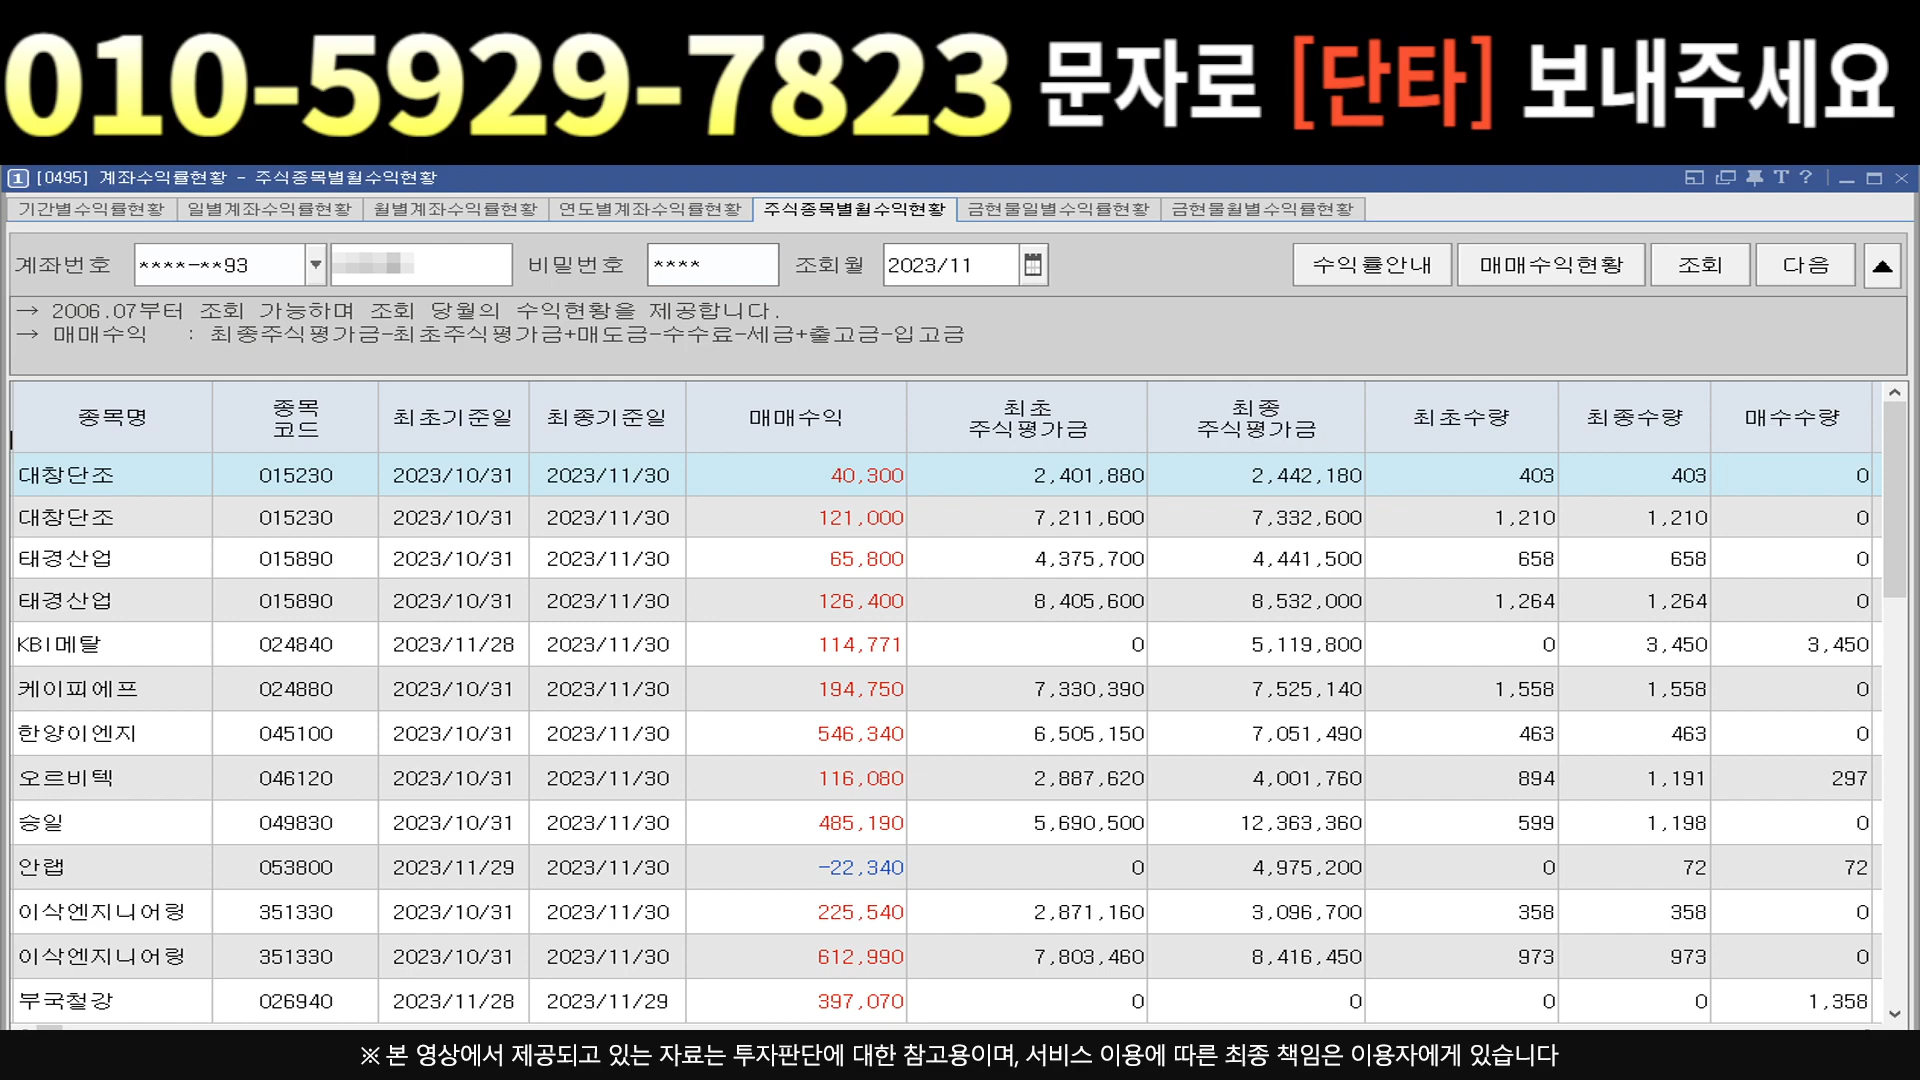 010-5929-7823 문자로 [단타] 보내주세요
1 [0495] 계좌수익률현황 - 주식종목별월수익현황
기간별수익률현황 일별계좌수익률현황 월별계좌수익률현황 연도별계좌수익률현황 주식종목별월수익현황 금현물일별수익률현황 금현물월별수익률현황
계좌번호 ****-**93 비밀번호 **** 조회월 2023/11 수익률안내 매매수익현황 조회 다음
→ 2006.07부터 조회 가능하며 조회 당월의 수익현황을 제공합니다.
→ 매매수익 : 최종주식평가금-최초주식평가금+매도금-수수료-세금+출고금-입고금
종목명 종목코드 최초기준일 최종기준일 매매수익 최초주식평가금 최종주식평가금 최초수량 최종수량 매수수량
대창단조 015230 2023/10/31 2023/11/30 40,300 2,401,880 2,442,180 403 403 0
대창단조 015230 2023/10/31 2023/11/30 121,000 7,211,600 7,332,600 1,210 1,210 0
태경산업 015890 2023/10/31 2023/11/30 65,800 4,375,700 4,441,500 658 658 0
태경산업 015890 2023/10/31 2023/11/30 126,400 8,405,600 8,532,000 1,264 1,264 0
KBI메탈 024840 2023/11/28 2023/11/30 114,771 0 5,119,800 0 3,450 3,450
케이피에프 024880 2023/10/31 2023/11/30 194,750 7,330,390 7,525,140 1,558 1,558 0
한양이엔지 045100 2023/10/31 2023/11/30 546,340 6,505,150 7,051,490 463 463 0
오르비텍 046120 2023/10/31 2023/11/30 116,080 2,887,620 4,001,760 894 1,191 297
승일 049830 2023/10/31 2023/11/30 485,190 5,690,500 12,363,360 599 1,198 0
안랩 053800 2023/11/29 2023/11/30 -22,340 0 4,975,200 0 72 72
이삭엔지니어링 351330 2023/10/31 2023/11/30 225,540 2,871,160 3,096,700 358 358 0
이삭엔지니어링 351330 2023/10/31 2023/11/30 612,990 7,803,460 8,416,450 973 973 0
부국철강 026940 2023/11/28 2023/11/29 397,070 0 0 0 0 1,358
※ 본 영상에서 제공되고 있는 자료는 투자판단에 대한 참고용이며, 서비스 이용에 따른 최종 책임은 이용자에게 있습니다